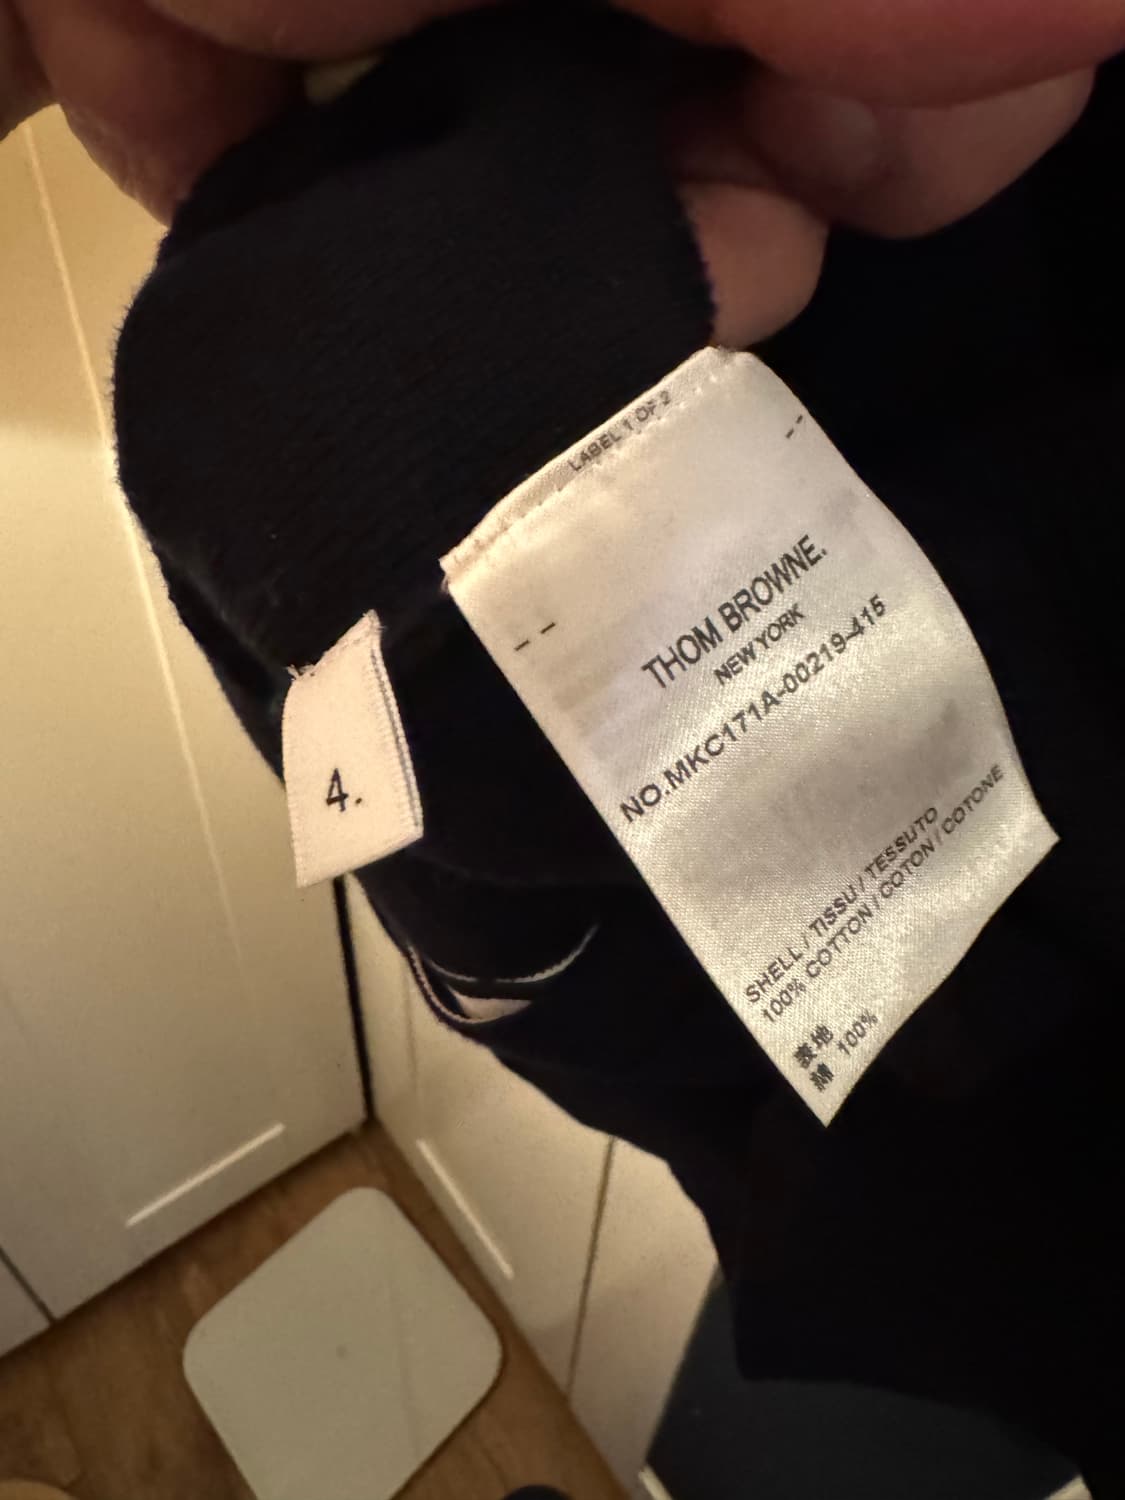 LABEL 1 OF 2
THOM BROWNE.
NEW YORK
NO.MKC171A-00219-415
SHELL / TISSU / TESSUTO
100% COTTON / COTON / COTONE
表地
綿 100%
4.